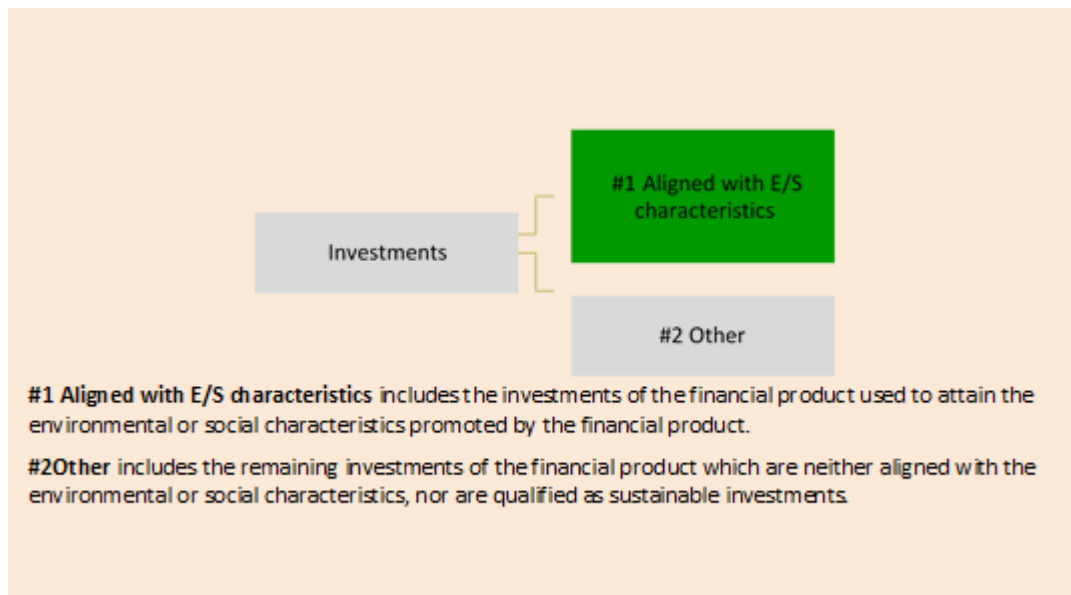 #1 Aligned with E/S
characteristics
Investments
#2 Other
#1 Aligned with E/S characteristics includes the investments of the financial product used to attain the
environmental or social characteristics promoted by the financial product.
#2Other includes the remaining investments of the financial product which are neither aligned with the
environmental or social characteristics, nor are qualified as sustainable investments.